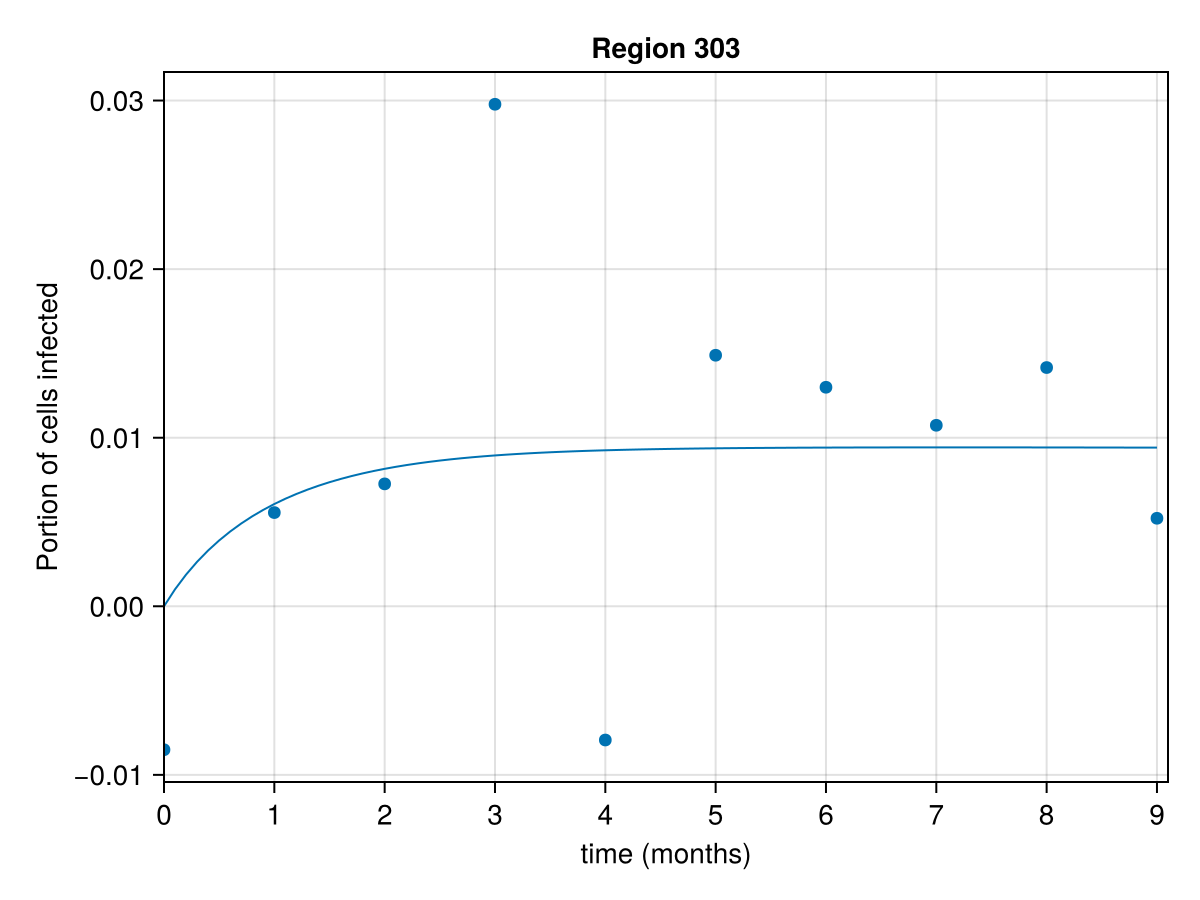 Region 303
Portion of cells infected
0.03
0.02
0.01
0.00
−0.01
0 1 2 3 4 5 6 7 8 9
time (months)